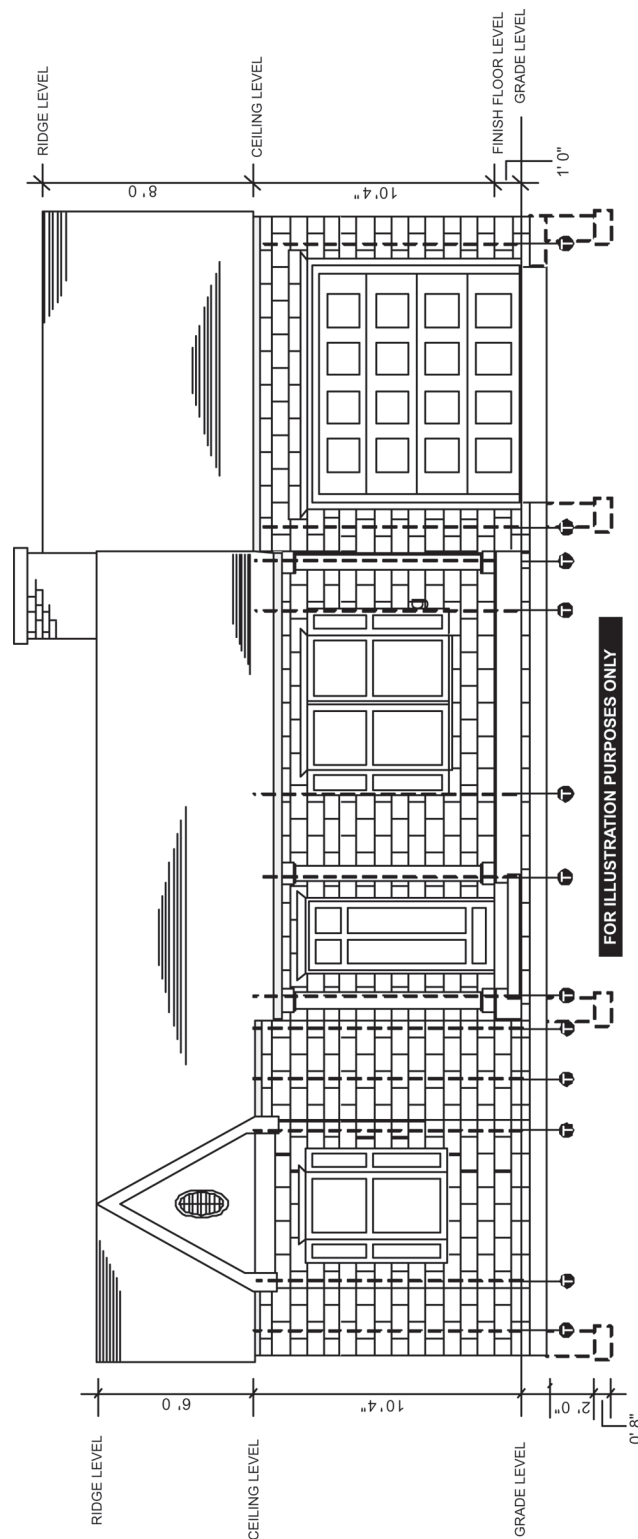 RIDGE LEVEL
6' 0
CEILING LEVEL
10'4"
GRADE LEVEL
2' 0"
0' 8"
RIDGE LEVEL
8' 0
CEILING LEVEL
10'4"
FINISH FLOOR LEVEL
GRADE LEVEL
1' 0"
T T T T T T T T T T T T
FOR ILLUSTRATION PURPOSES ONLY